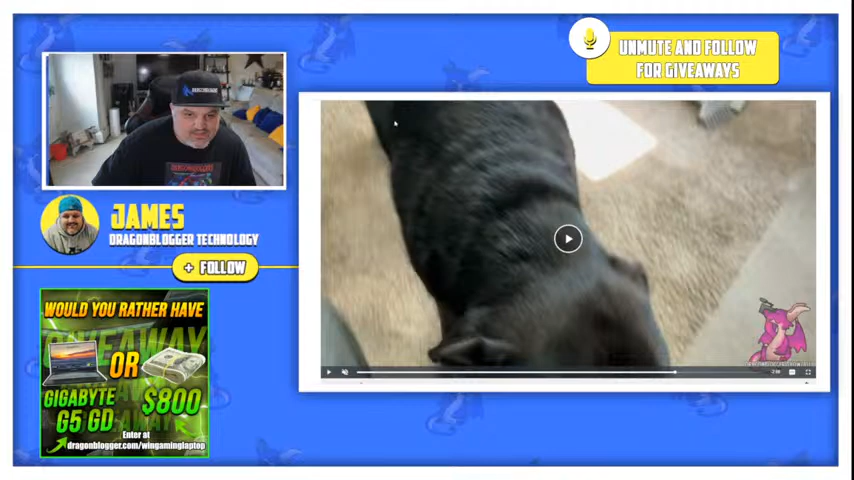 UNMUTE AND FOLLOW
FOR GIVEAWAYS
JAMES
DRAGONBLOGGER TECHNOLOGY
+ FOLLOW
WOULD YOU RATHER HAVE
GIVEAWAY
OR
GIGABYTE
G5 GD
$800
Enter at
dragonblogger.com/wingaminglaptop